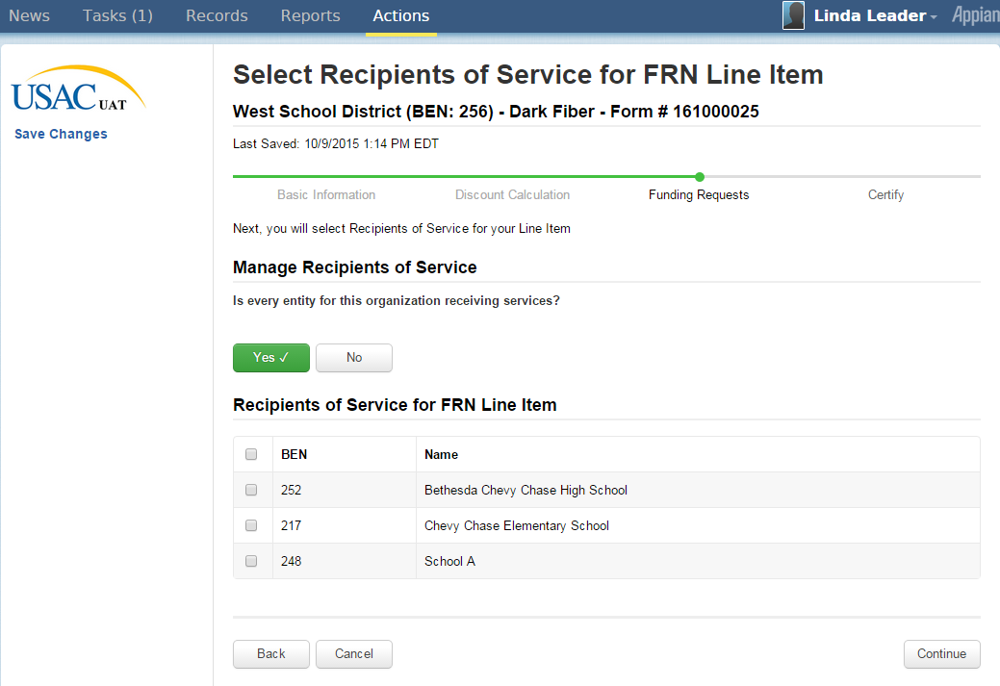 News Tasks (1) Records Reports Actions Linda Leader Appian
USAC UAT
Save Changes
Select Recipients of Service for FRN Line Item
West School District (BEN: 256) - Dark Fiber - Form # 161000025
Last Saved: 10/9/2015 1:14 PM EDT
Basic Information Discount Calculation Funding Requests Certify
Next, you will select Recipients of Service for your Line Item
Manage Recipients of Service
Is every entity for this organization receiving services?
Yes ✓ No
Recipients of Service for FRN Line Item
BEN Name
252 Bethesda Chevy Chase High School
217 Chevy Chase Elementary School
248 School A
Back Cancel Continue